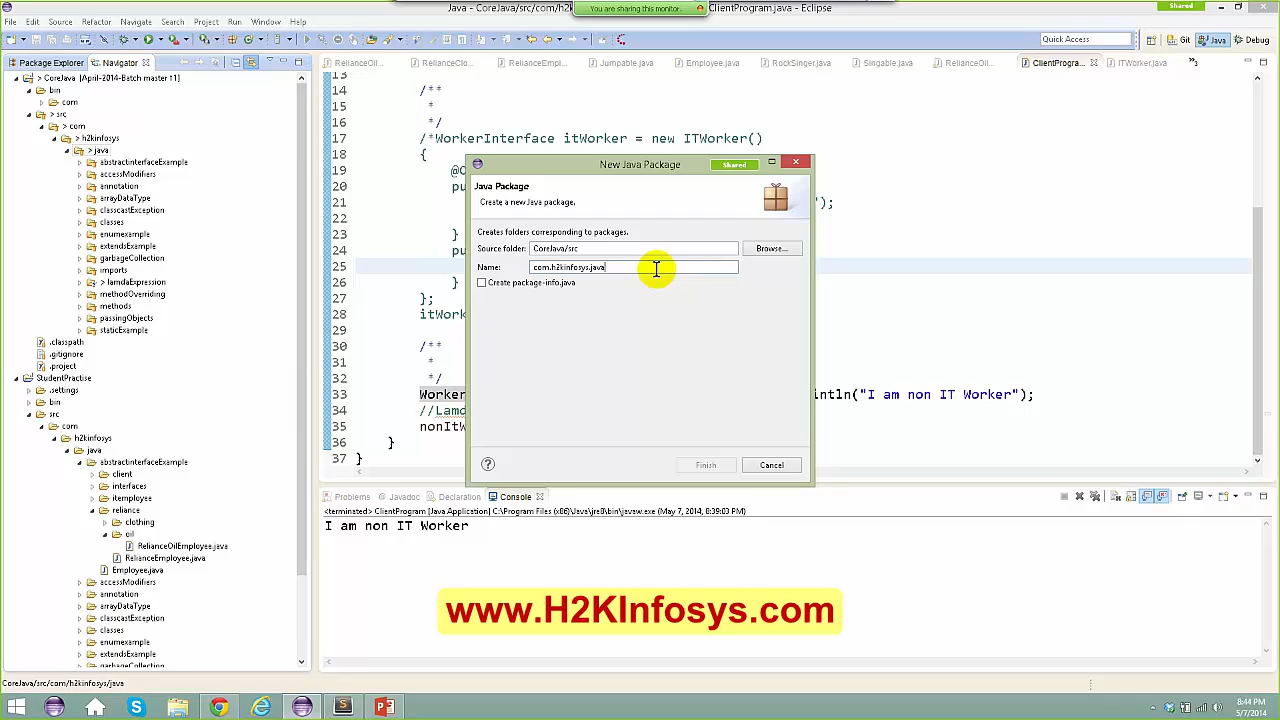 Java - CoreJava/src/com/h2k
You are sharing this monitor.
ClientProgram.java - Eclipse
Shared
File Edit Source Refactor Navigate Search Project Run Window Help
Quick Access
Git
Java
Debug
Package Explorer
Navigator
RelianceOil...
RelianceClo...
RelianceEmpl...
Jumpable.java
Employee.java
RockSinger.java
Singable.java
RelianceOil...
ClientProgra...
ITWorker.java
> CoreJava [April-2014-Batch master ↑1]
bin
com
> src
> com
> h2kinfosys
> java
abstractinterfaceExample
accessModifiers
annotation
arrayDataType
classcastException
classes
enumexample
extendsExample
garbageCollection
imports
> lamdaExpression
methodOverriding
methods
passingObjects
staticExample
.classpath
.gitignore
.project
StudentPractise
.settings
bin
src
com
h2kinfosys
java
abstractinterfaceExample
client
interfaces
itemployee
reliance
clothing
oil
RelianceOilEmployee.java
RelianceEmployee.java
Employee.java
accessModifiers
annotation
arrayDataType
classcastException
classes
enumexample
extendsExample
garbageCollection
13
14 /**
15 *
16 */
17 /*WorkerInterface itWorker = new ITWorker()
18 {
19 @O
20 pu
21 ");
22
23 }
24 pu
25
26 }
27 };
28 itWork
29
30 /**
31 *
32 */
33 Worker intln("I am non IT Worker");
34 //Lamd
35 nonItW
36 }
37 }
New Java Package
Shared
Java Package
Create a new Java package.
Creates folders corresponding to packages.
Source folder: CoreJava/src Browse...
Name: com.h2kinfosys.java
Create package-info.java
Finish
Cancel
Problems
Javadoc
Declaration
Console
<terminated> ClientProgram [Java Application] C:\Program Files (x86)\Java\jre8\bin\javaw.exe (May 7, 2014, 8:39:03 PM)
I am non IT Worker
www.H2KInfosys.com
CoreJava/src/com/h2kinfosys/java
8:44 PM
5/7/2014